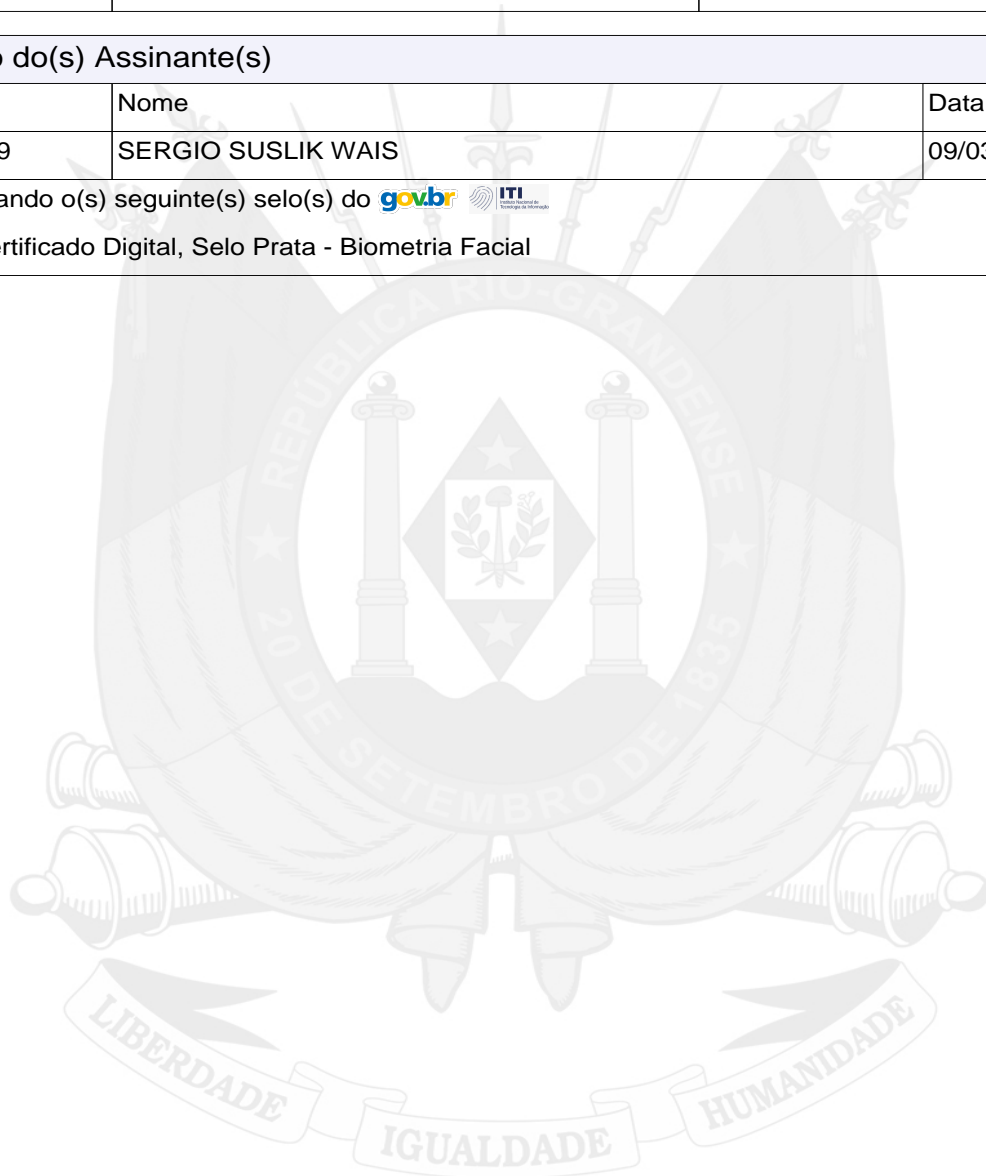 o do(s) Assinante(s)
Nome Data
9 SERGIO SUSLIK WAIS 09/03
ando o(s) seguinte(s) selo(s) do gov.br ITI
ertificado Digital, Selo Prata - Biometria Facial
REPÚBLICA RIO-GRANDENSE
20 DE SETEMBRO DE 1835
LIBERDADE IGUALDADE HUMANIDADE